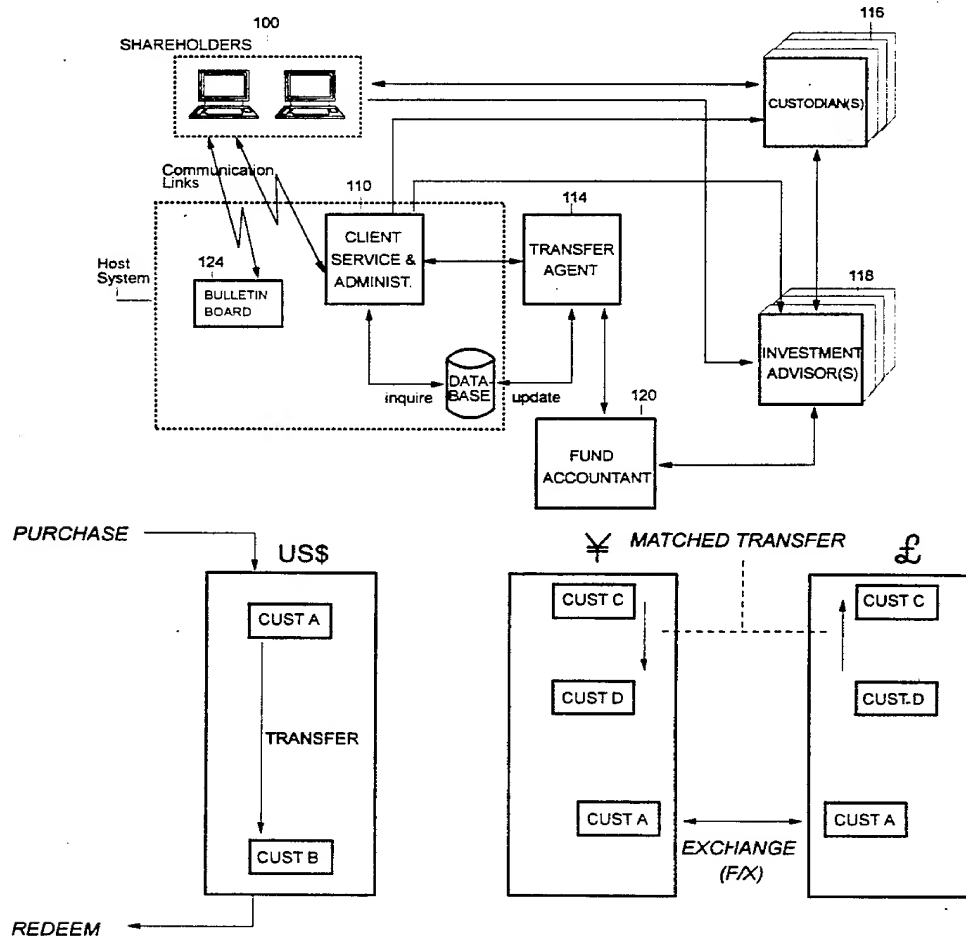 100
116
SHAREHOLDERS
CUSTODIAN(S)
Communication
Links
110
114
CLIENT
SERVICE &
ADMINIST.
TRANSFER
AGENT
Host
System
124
BULLETIN
BOARD
118
INVESTMENT
ADVISOR(S)
DATA-
BASE
inquire
update
120
FUND
ACCOUNTANT
PURCHASE
US$
CUST A
TRANSFER
CUST B
REDEEM
¥
MATCHED TRANSFER
£
CUST C
CUST C
CUST D
CUST D
CUST A
CUST A
EXCHANGE
(F/X)